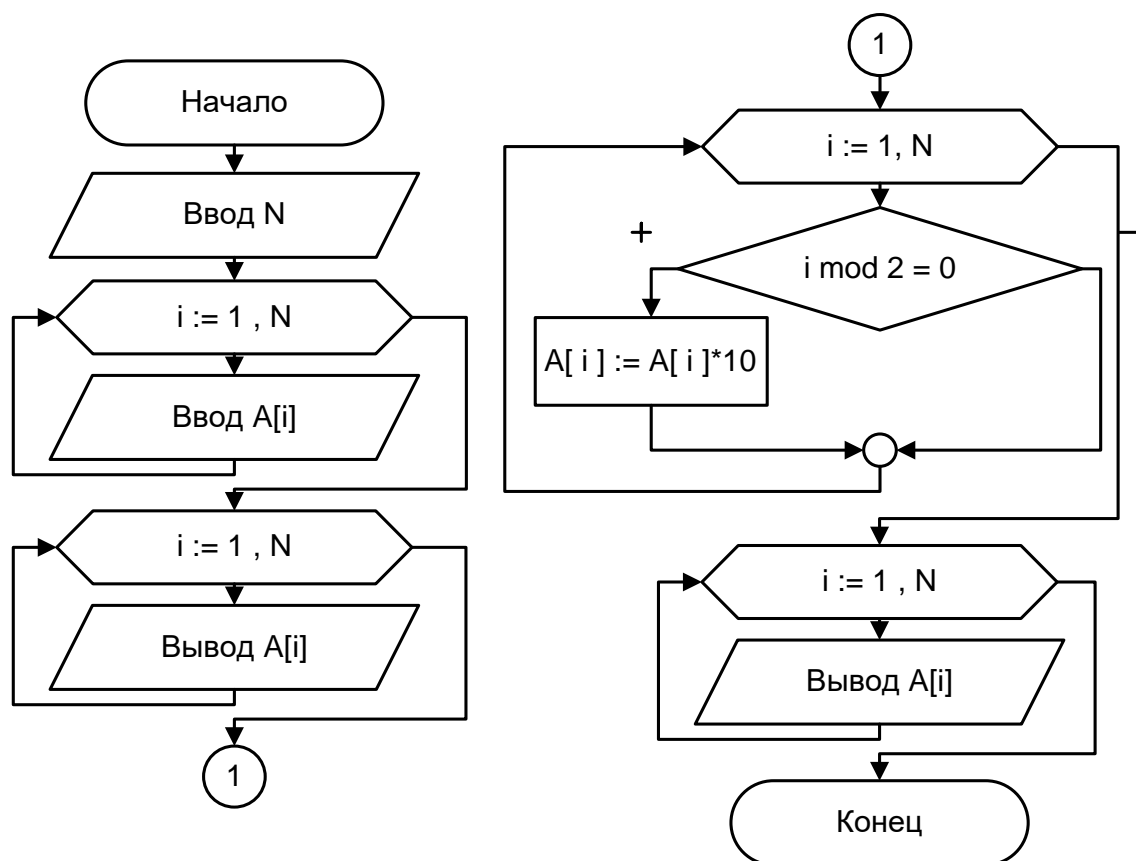 Начало
Ввод N
i := 1 , N
Ввод A[i]
i := 1 , N
Вывод A[i]
1
1
i := 1, N
+
–
i mod 2 = 0
A[ i ] := A[ i ]*10
i := 1 , N
Вывод A[i]
Конец